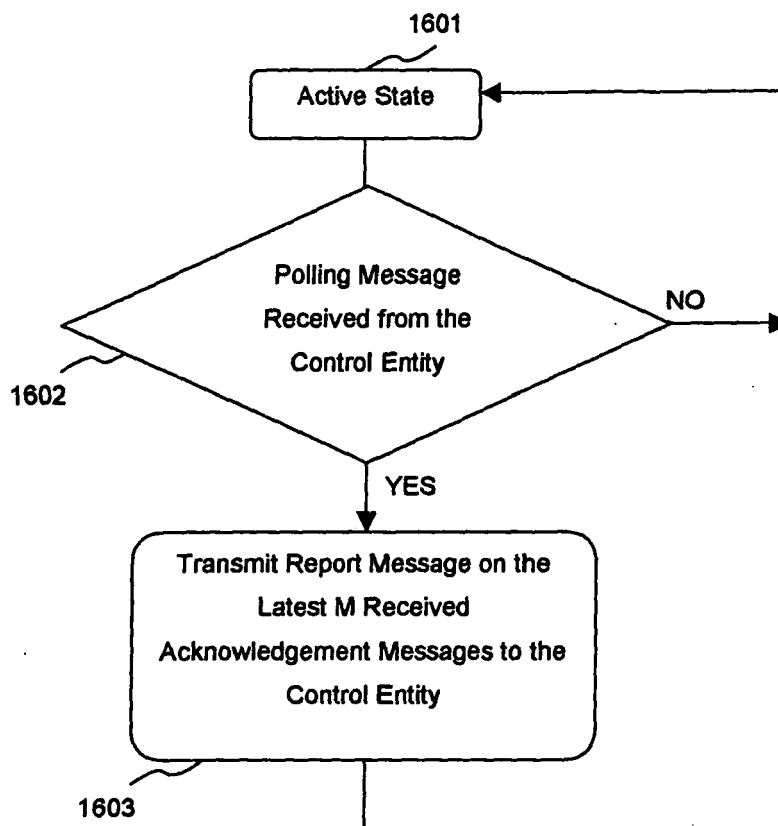 1601
Active State
Polling Message
Received from the
Control Entity
NO
1602
YES
Transmit Report Message on the
Latest M Received
Acknowledgement Messages to the
Control Entity
1603